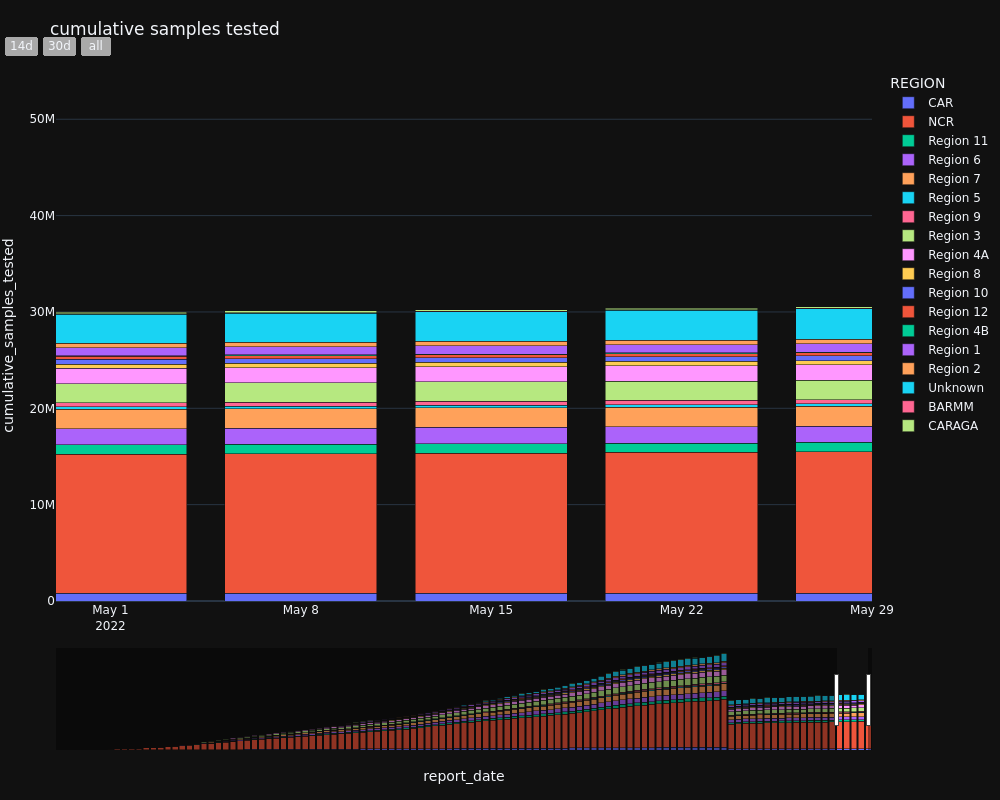 cumulative samples tested
14d 30d all
REGION
CAR
NCR
Region 11
Region 6
Region 7
Region 5
Region 9
Region 3
Region 4A
Region 8
Region 10
Region 12
Region 4B
Region 1
Region 2
Unknown
BARMM
CARAGA
cumulative_samples_tested
50M
40M
30M
20M
10M
0
May 1 May 8 May 15 May 22 May 29
2022
report_date